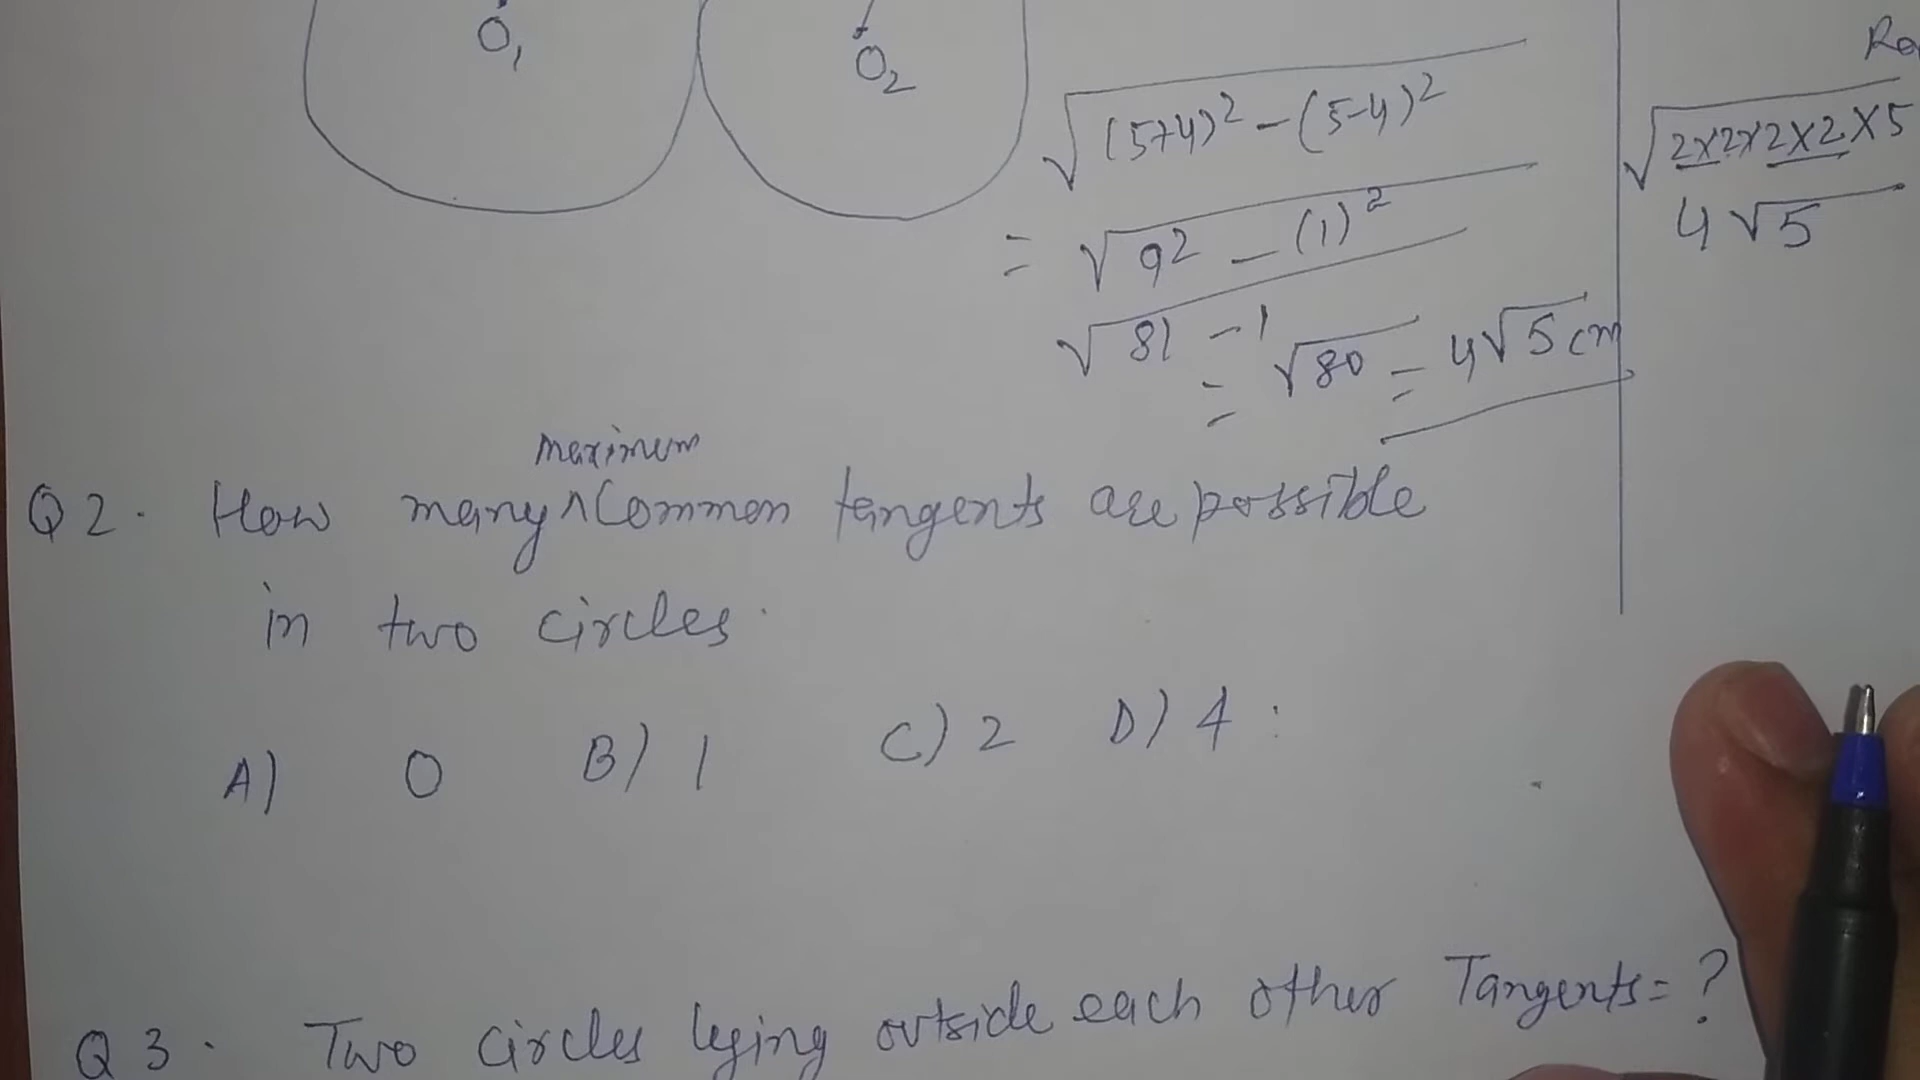 O₁
O₂
√(5+4)² - (5-4)²
= √9² - (1)²
√81 - 1
= √80 = 4√5 cm
√2×2×2×2×5
4√5
maximum
Q2. How many ^ Common tangents are possible
in two circles.
A) 0 B) 1 C) 2 D) 4 :
Q3. Two circles lying outside each other Tangents = ?